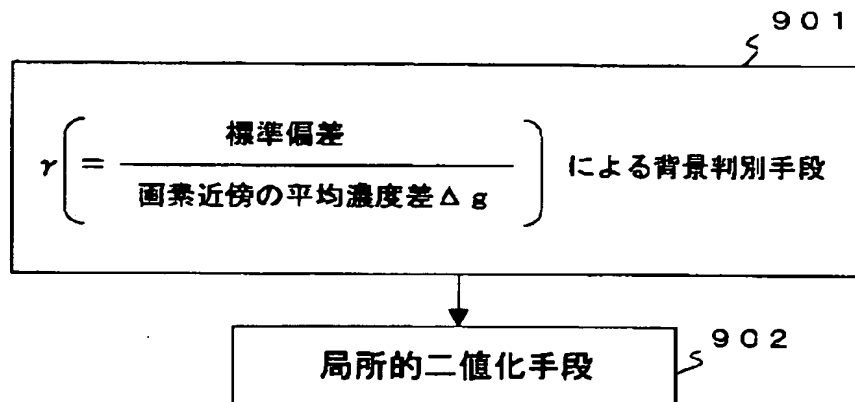 ９０１
標準偏差
γ（＝ ―――― ）による背景判別手段
画素近傍の平均濃度差Δｇ
局所的二値化手段
９０２